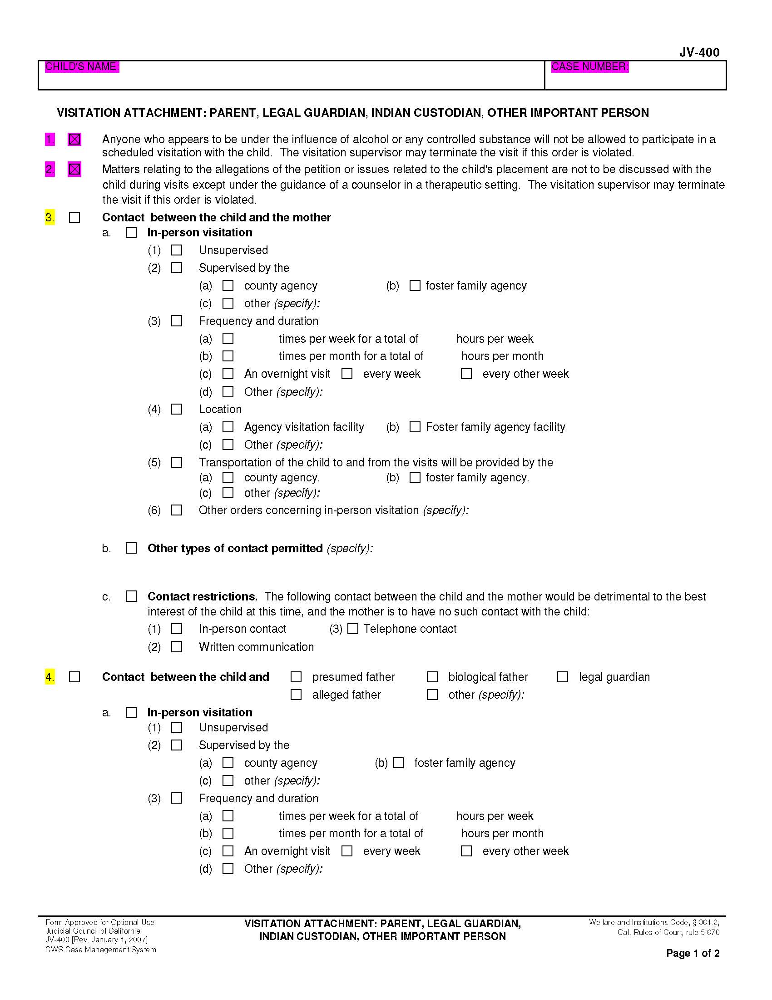 JV-400
CHILD'S NAME: CASE NUMBER:
VISITATION ATTACHMENT: PARENT, LEGAL GUARDIAN, INDIAN CUSTODIAN, OTHER IMPORTANT PERSON
1. ☒ Anyone who appears to be under the influence of alcohol or any controlled substance will not be allowed to participate in a
scheduled visitation with the child. The visitation supervisor may terminate the visit if this order is violated.
2. ☒ Matters relating to the allegations of the petition or issues related to the child's placement are not to be discussed with the
child during visits except under the guidance of a counselor in a therapeutic setting. The visitation supervisor may terminate
the visit if this order is violated.
3. ☐ Contact between the child and the mother
a. ☐ In-person visitation
(1) ☐ Unsupervised
(2) ☐ Supervised by the
(a) ☐ county agency (b) ☐ foster family agency
(c) ☐ other (specify):
(3) ☐ Frequency and duration
(a) ☐ times per week for a total of hours per week
(b) ☐ times per month for a total of hours per month
(c) ☐ An overnight visit ☐ every week ☐ every other week
(d) ☐ Other (specify):
(4) ☐ Location
(a) ☐ Agency visitation facility (b) ☐ Foster family agency facility
(c) ☐ Other (specify):
(5) ☐ Transportation of the child to and from the visits will be provided by the
(a) ☐ county agency. (b) ☐ foster family agency.
(c) ☐ other (specify):
(6) ☐ Other orders concerning in-person visitation (specify):
b. ☐ Other types of contact permitted (specify):
c. ☐ Contact restrictions. The following contact between the child and the mother would be detrimental to the best
interest of the child at this time, and the mother is to have no such contact with the child:
(1) ☐ In-person contact (3) ☐ Telephone contact
(2) ☐ Written communication
4. ☐ Contact between the child and ☐ presumed father ☐ biological father ☐ legal guardian
☐ alleged father ☐ other (specify):
a. ☐ In-person visitation
(1) ☐ Unsupervised
(2) ☐ Supervised by the
(a) ☐ county agency (b) ☐ foster family agency
(c) ☐ other (specify):
(3) ☐ Frequency and duration
(a) ☐ times per week for a total of hours per week
(b) ☐ times per month for a total of hours per month
(c) ☐ An overnight visit ☐ every week ☐ every other week
(d) ☐ Other (specify):
Form Approved for Optional Use
Judicial Council of California
JV-400 [Rev. January 1, 2007]
CWS Case Management System
VISITATION ATTACHMENT: PARENT, LEGAL GUARDIAN,
INDIAN CUSTODIAN, OTHER IMPORTANT PERSON
Welfare and Institutions Code, § 361.2;
Cal. Rules of Court, rule 5.670
Page 1 of 2